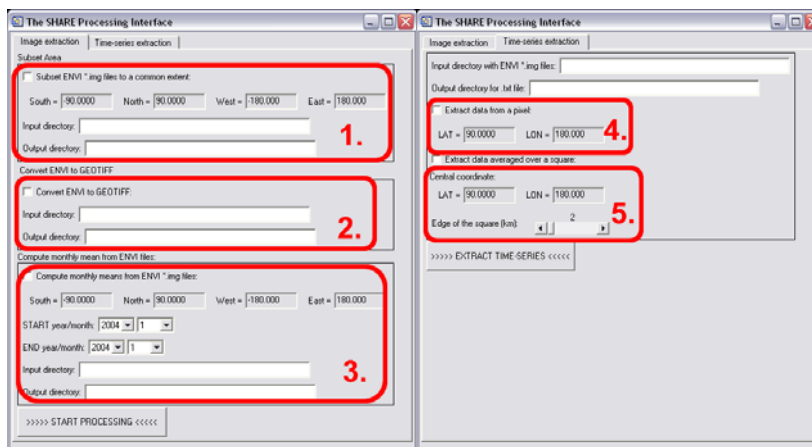 The SHARE Processing Interface
Image extraction
Time-series extraction
Subset Area
Subset ENVI *.img files to a common extent:
South = -90.0000 North = 90.0000 West = -180.000 East = 180.000
Input directory:
Output directory:
1.
Convert ENVI to GEOTIFF
Convert ENVI to GEOTIFF:
Input directory:
Output directory:
2.
Compute monthly mean from ENVI files:
Compute monthly means from ENVI *.img files:
South = -90.0000 North = 90.0000 West = -180.000 East = 180.000
START year/month: 2004 1
END year/month: 2004 1
Input directory:
Output directory:
3.
>>>>> START PROCESSING <<<<<
The SHARE Processing Interface
Image extraction
Time-series extraction
Input directory with ENVI *.img files:
Output directory for .txt file:
Extract data from a pixel:
LAT = 90.0000 LON = 180.000
4.
Extract data averaged over a square:
Central coordinate:
LAT = 90.0000 LON = 180.000
Edge of the square (km): 2
5.
>>>>> EXTRACT TIME-SERIES <<<<<